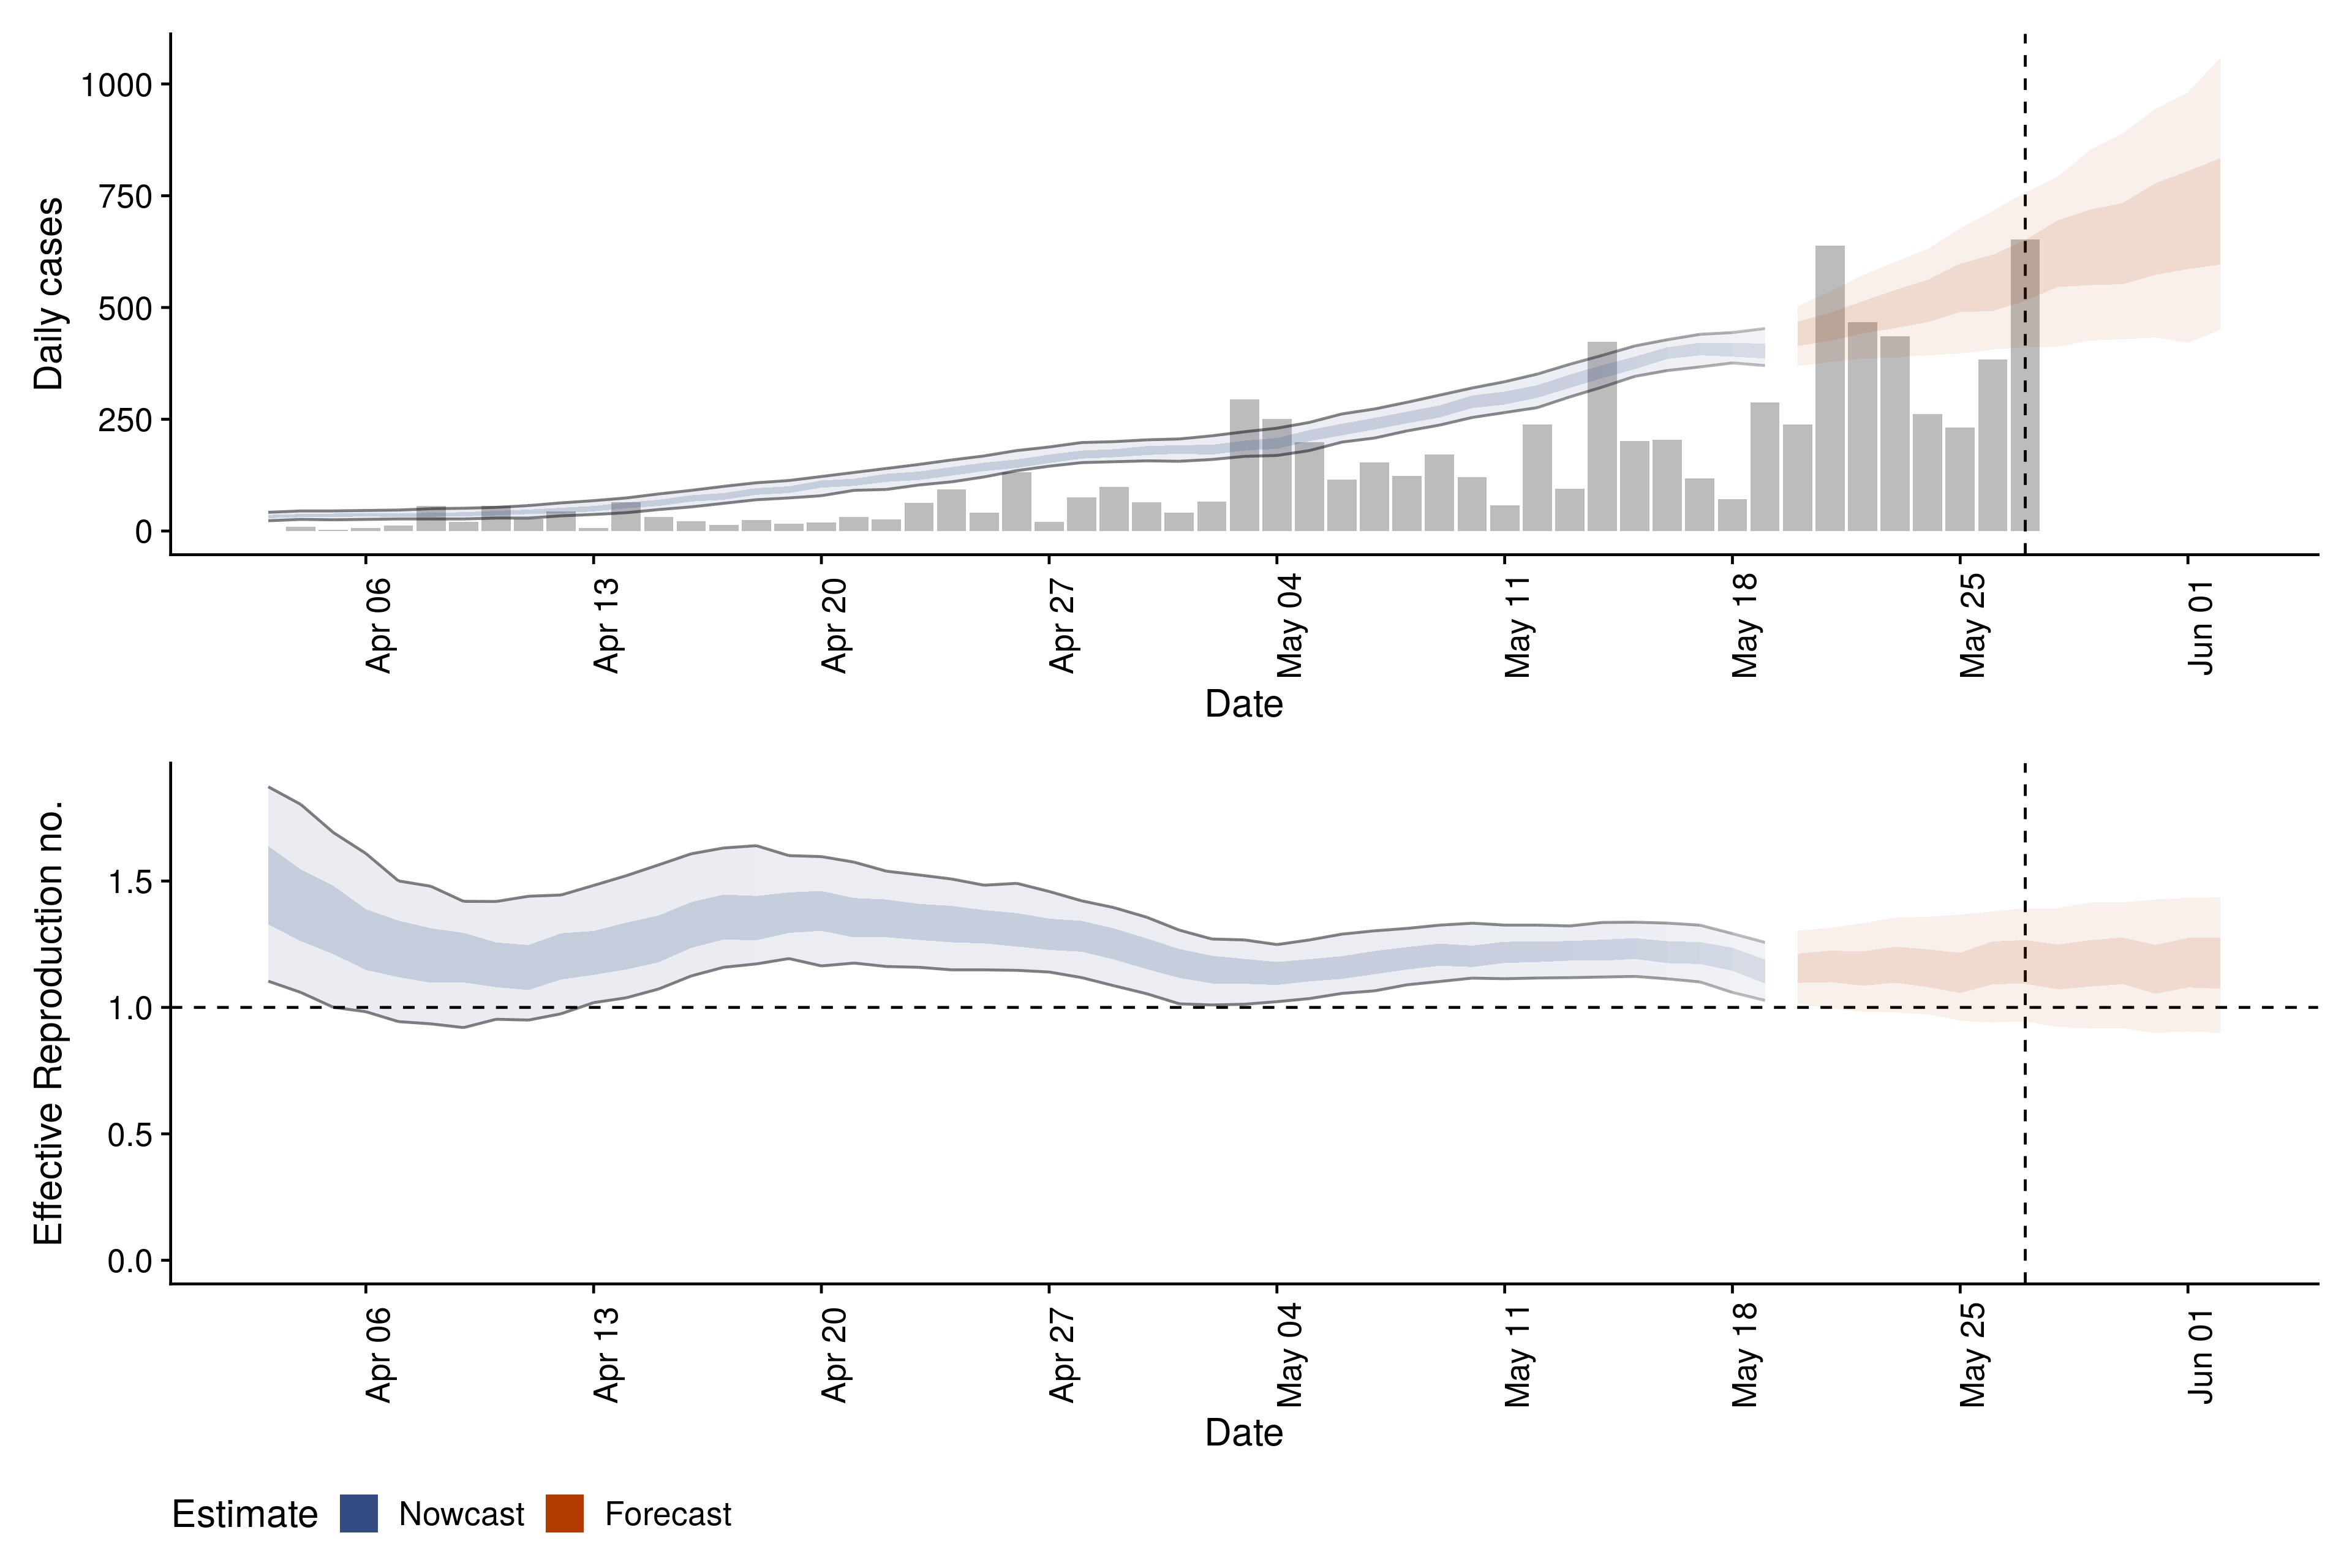 Daily cases
1000
750
500
250
0
Apr 06
Apr 13
Apr 20
Apr 27
May 04
May 11
May 18
May 25
Jun 01
Date
Effective Reproduction no.
1.5
1.0
0.5
0.0
Apr 06
Apr 13
Apr 20
Apr 27
May 04
May 11
May 18
May 25
Jun 01
Date
Estimate Nowcast Forecast